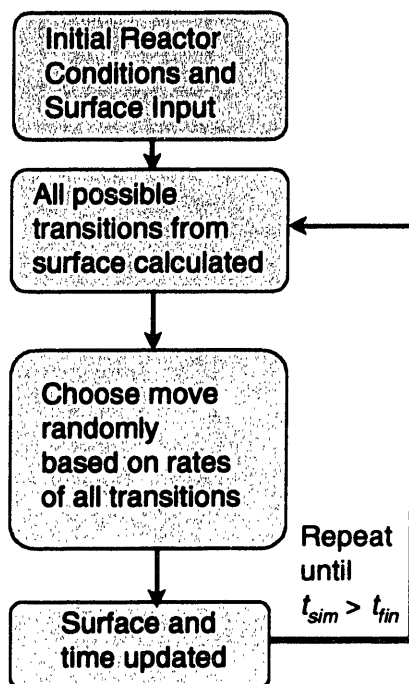 Initial Reactor
Conditions and
Surface Input
All possible
transitions from
surface calculated
Choose move
randomly
based on rates
of all transitions
Repeat
until
t_sim > t_fin
Surface and
time updated